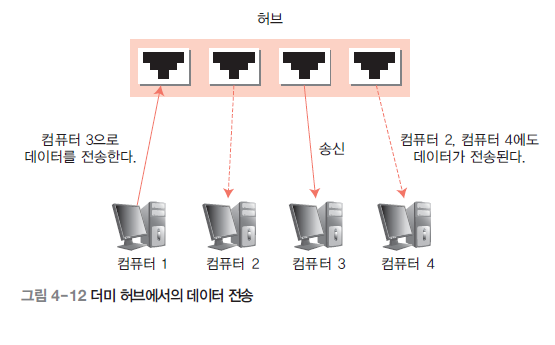 허브
컴퓨터 3으로
데이터를 전송한다.
송신
컴퓨터 2, 컴퓨터 4에도
데이터가 전송된다.
컴퓨터 1
컴퓨터 2
컴퓨터 3
컴퓨터 4
그림 4-12 더미 허브에서의 데이터 전송